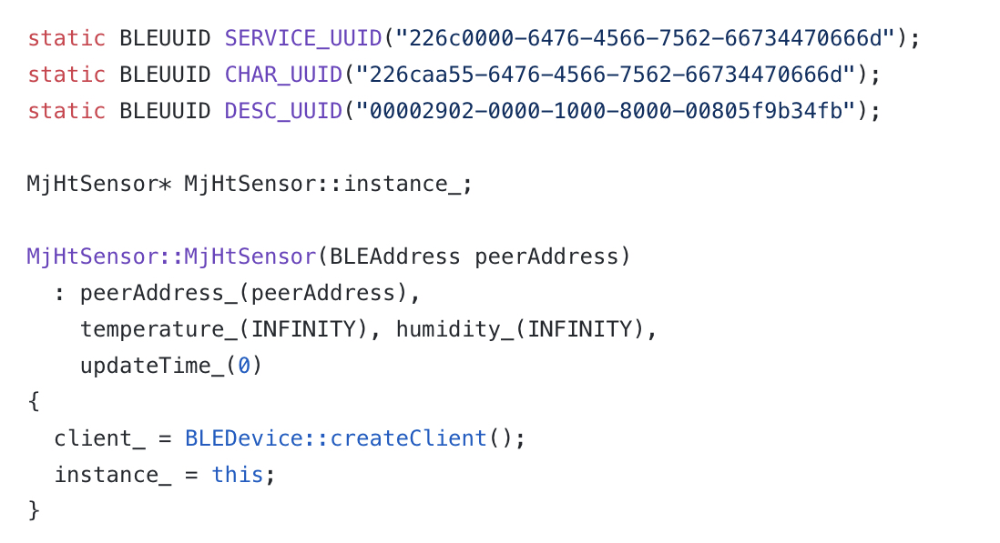 static BLEUUID SERVICE_UUID("226c0000-6476-4566-7562-66734470666d");
static BLEUUID CHAR_UUID("226caa55-6476-4566-7562-66734470666d");
static BLEUUID DESC_UUID("00002902-0000-1000-8000-00805f9b34fb");

MjHtSensor* MjHtSensor::instance_;

MjHtSensor::MjHtSensor(BLEAddress peerAddress)
  : peerAddress_(peerAddress),
    temperature_(INFINITY), humidity_(INFINITY),
    updateTime_(0)
{
  client_ = BLEDevice::createClient();
  instance_ = this;
}